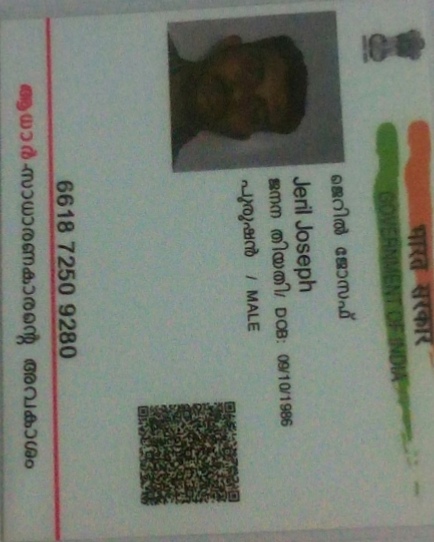 भारत सरकार
GOVERNMENT OF INDIA
ജെറിൽ ജോസഫ്
Jeril Joseph
ജനന തിയതി/ DOB: 09/10/1986
പുരുഷൻ / MALE
6618 7250 9280
ആധാർ-സാധാരണകാരന്റെ അവകാശം